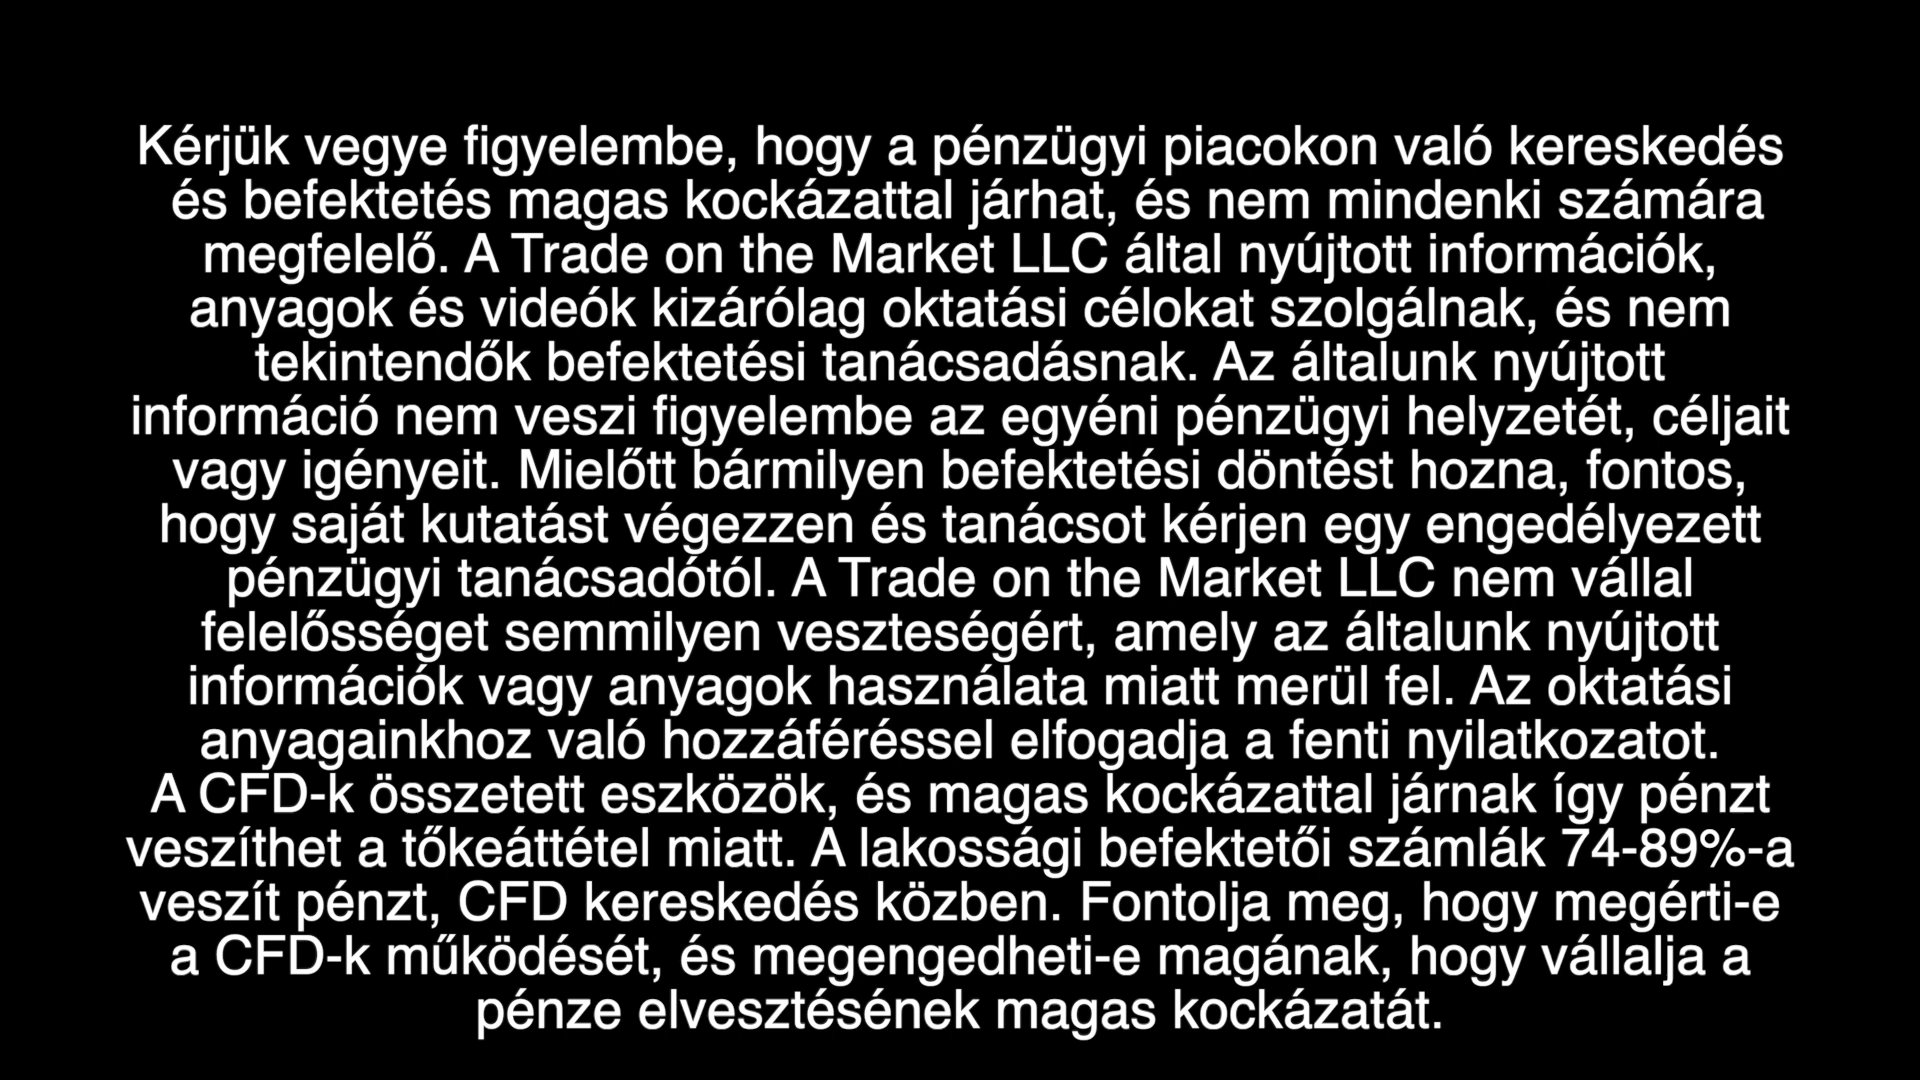 Kérjük vegye figyelembe, hogy a pénzügyi piacokon való kereskedés
és befektetés magas kockázattal járhat, és nem mindenki számára
megfelelő. A Trade on the Market LLC által nyújtott információk,
anyagok és videók kizárólag oktatási célokat szolgálnak, és nem
tekintendők befektetési tanácsadásnak. Az általunk nyújtott
információ nem veszi figyelembe az egyéni pénzügyi helyzetét, céljait
vagy igényeit. Mielőtt bármilyen befektetési döntést hozna, fontos,
hogy saját kutatást végezzen és tanácsot kérjen egy engedélyezett
pénzügyi tanácsadótól. A Trade on the Market LLC nem vállal
felelősséget semmilyen veszteségért, amely az általunk nyújtott
információk vagy anyagok használata miatt merül fel. Az oktatási
anyagainkhoz való hozzáféréssel elfogadja a fenti nyilatkozatot.
A CFD-k összetett eszközök, és magas kockázattal járnak így pénzt
veszíthet a tőkeáttétel miatt. A lakossági befektetői számlák 74-89%-a
veszít pénzt, CFD kereskedés közben. Fontolja meg, hogy megérti-e
a CFD-k működését, és megengedheti-e magának, hogy vállalja a
pénze elvesztésének magas kockázatát.